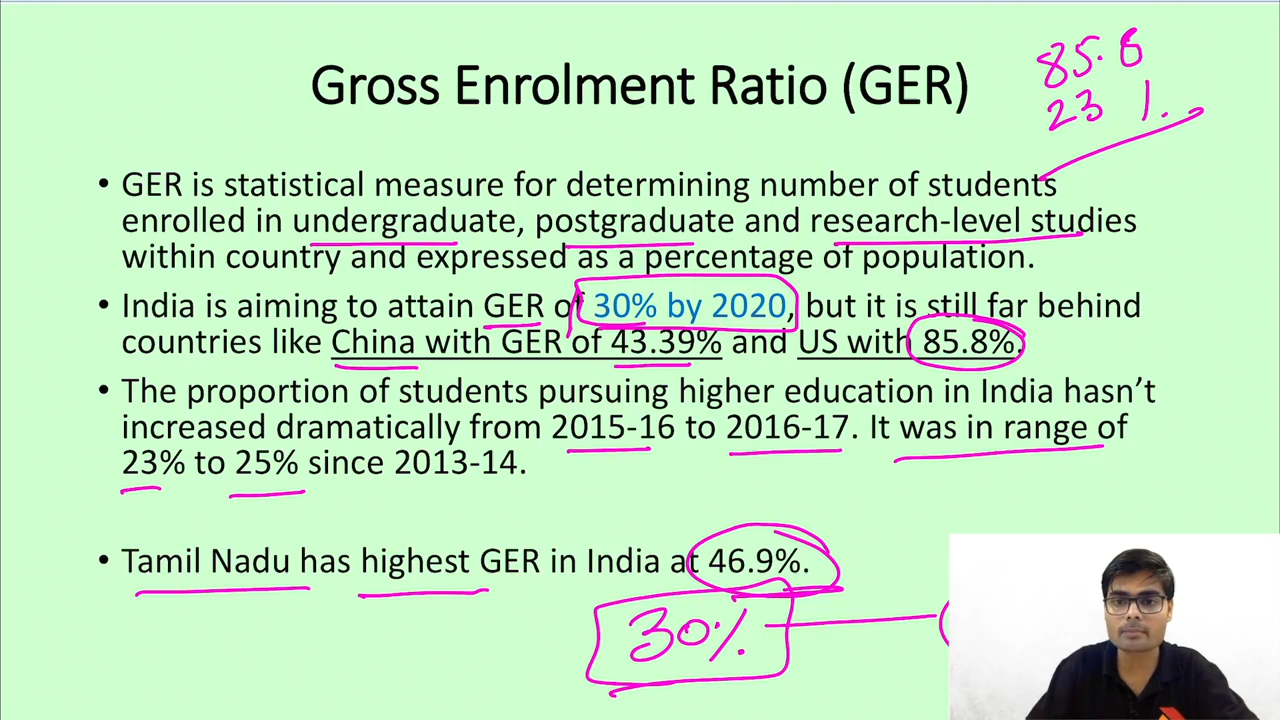 Gross Enrolment Ratio (GER)
85.8
23 1.
• GER is statistical measure for determining number of students
enrolled in undergraduate, postgraduate and research-level studies
within country and expressed as a percentage of population.
• India is aiming to attain GER of 30% by 2020, but it is still far behind
countries like China with GER of 43.39% and US with 85.8%.
• The proportion of students pursuing higher education in India hasn't
increased dramatically from 2015-16 to 2016-17. It was in range of
23% to 25% since 2013-14.
• Tamil Nadu has highest GER in India at 46.9%.
30%